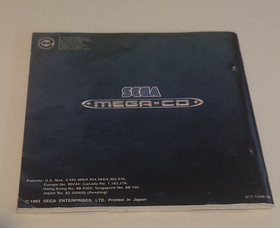 SEGA
MEGA-CD
Patents: U.S. Nos. 4,442,486/4,454,594/4,462,076;
Europe No. 80244; Canada No. 1,183,276;
Hong Kong No. 88-4302; Singapore No. 88-155;
Japan No. 82-205605 (Pending)
© 1993 SEGA ENTERPRISES, LTD. Printed in Japan